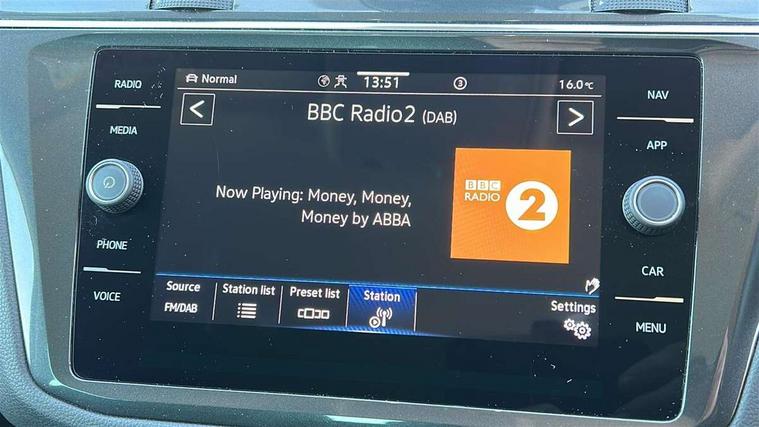 RADIO
MEDIA
PHONE
VOICE
Normal
13:51
3
16.0°C
<
BBC Radio2 (DAB)
>
Now Playing: Money, Money,
Money by ABBA
BBC
RADIO
2
Source
FM/DAB
Station list
Preset list
Station
Settings
NAV
APP
CAR
MENU